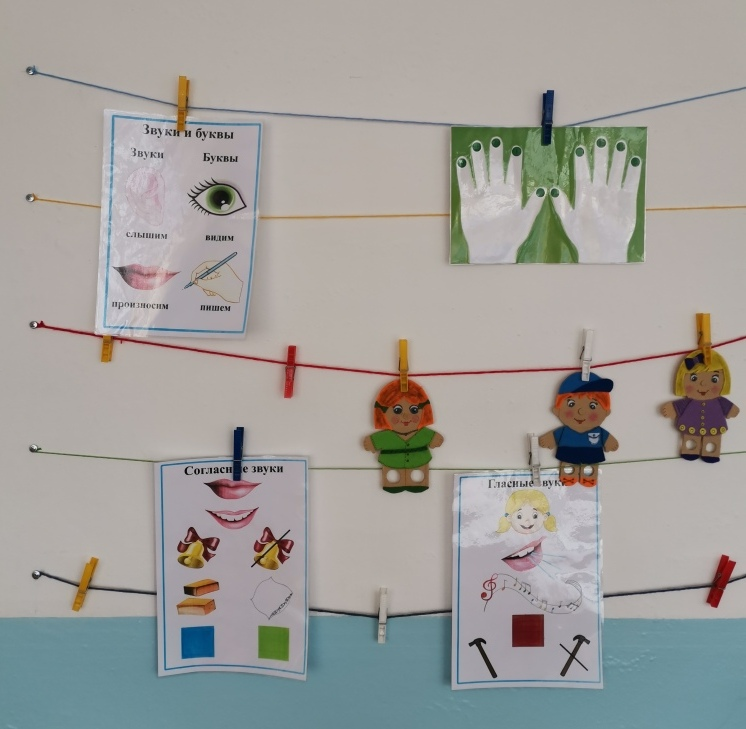 Звуки и буквы
Звуки Буквы
слышим видим
произносим пишем
Согласные звуки
Гласные звуки